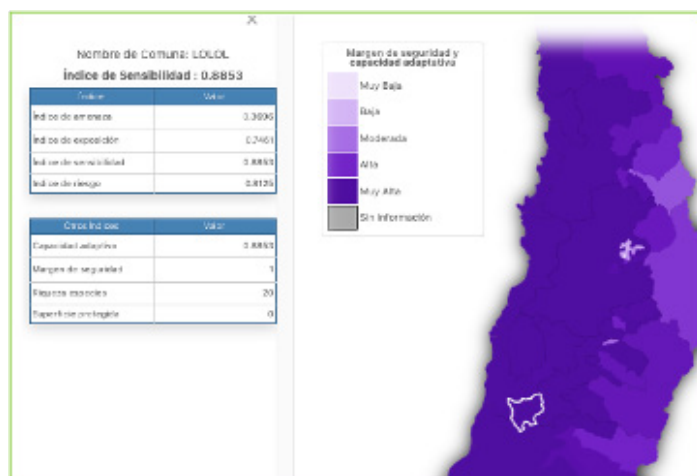 ×
Nombre de Comuna: LOLOL
Índice de Sensibilidad : 0.8853
Índice Valor
Índice de amenaza 0.3696
Índice de exposición 0.7461
Índice de sensibilidad 0.8853
Índice de riesgo 0.8125
Otros Índices Valor
Capacidad adaptiva 0.8853
Margen de seguridad 1
Riqueza especies 20
Superficie protegida 0
Margen de seguridad y
capacidad adaptativa
Muy Baja
Baja
Moderada
Alta
Muy Alta
Sin Información